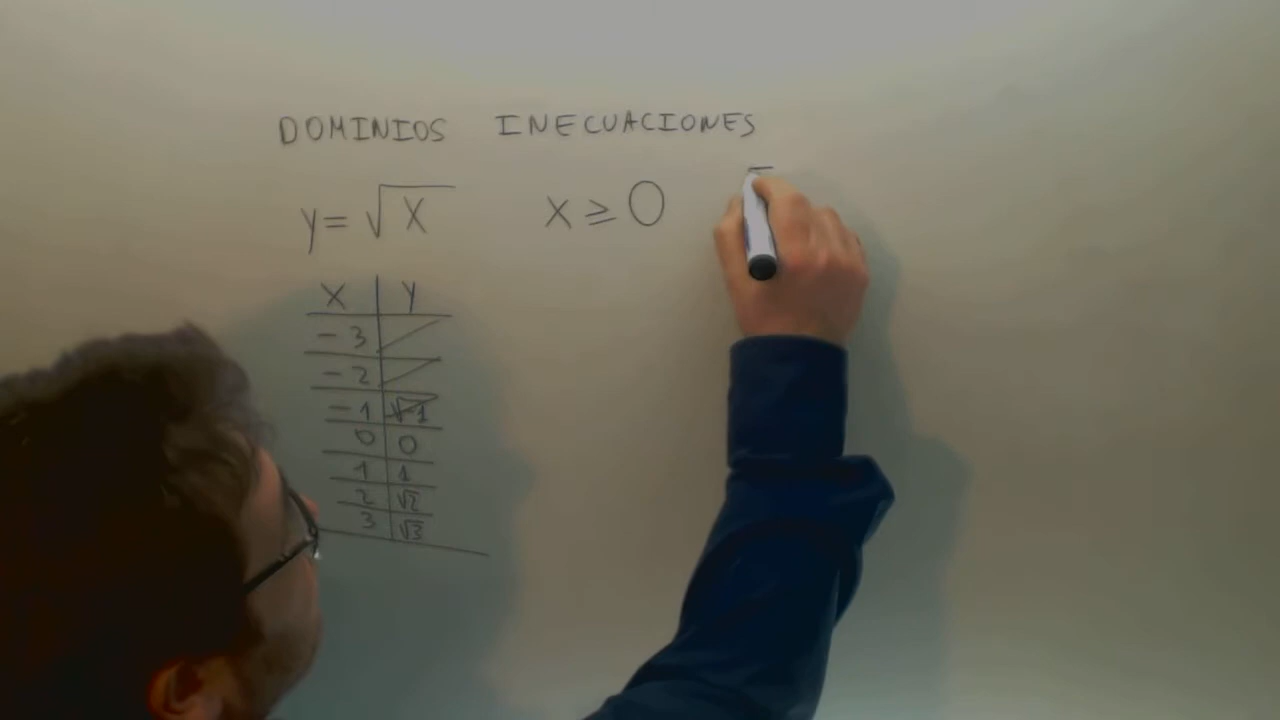 DOMINIOS INECUACIONES
y = √x x ≥ 0
X Y
-3
-2
-1 √-1
0 0
1 1
2 √2
3 √3